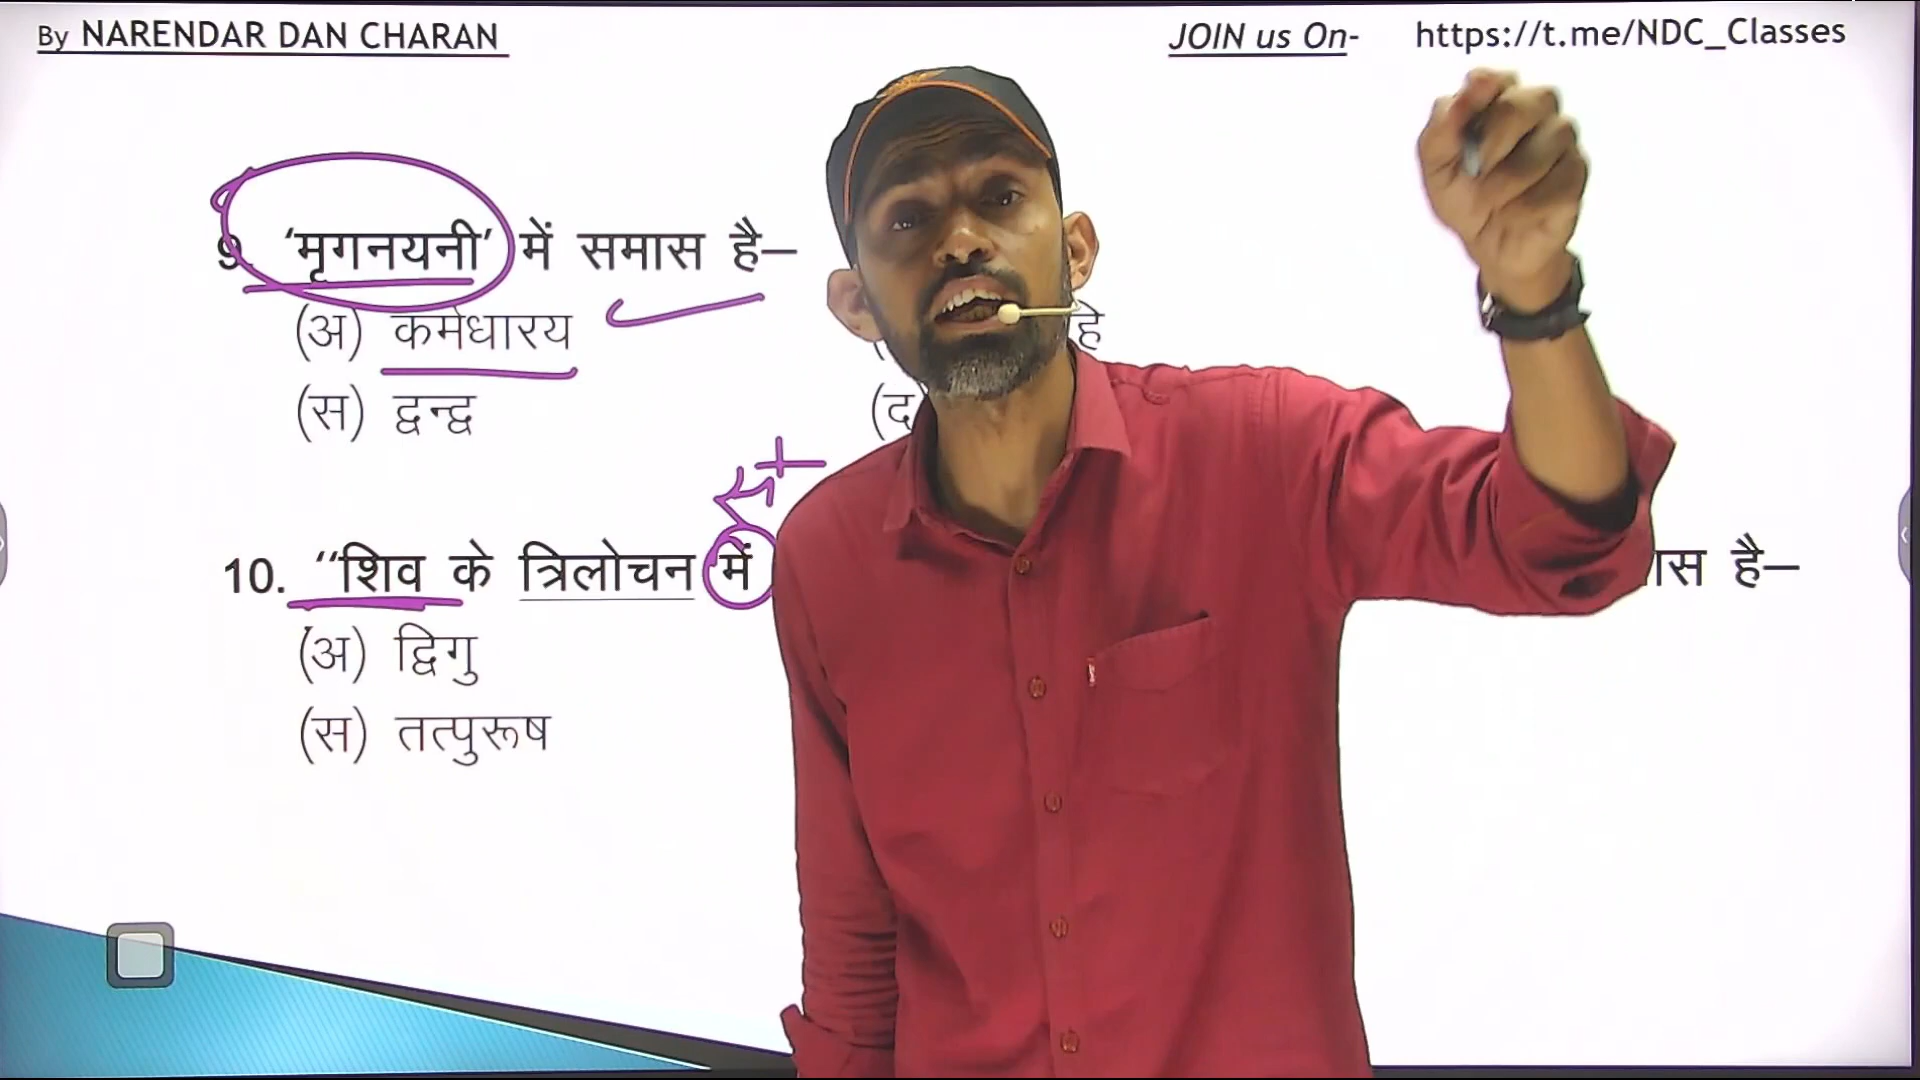 By NARENDAR DAN CHARAN
JOIN us On- https://t.me/NDC_Classes
9. ‘मृगनयनी’ में समास है–
(अ) कर्मधारय
(स) द्वन्द्व (द
10. “शिव के त्रिलोचन में है–
(अ) द्विगु
(स) तत्पुरूष